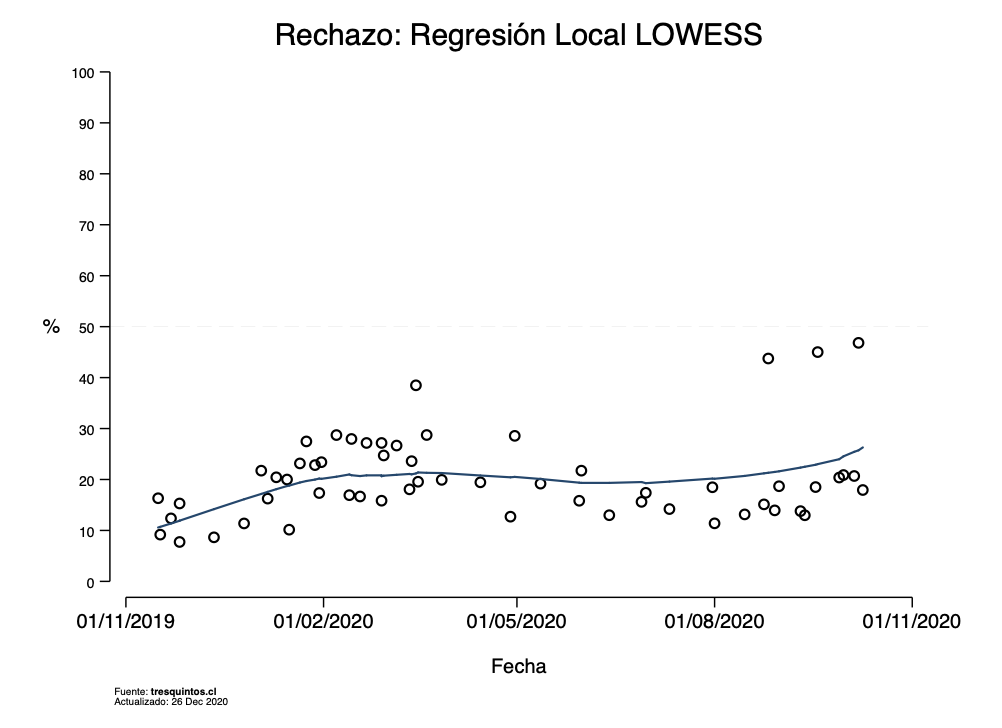 Rechazo: Regresión Local LOWESS
100
90
80
70
60
% 50
40
30
20
10
0
01/11/2019 01/02/2020 01/05/2020 01/08/2020 01/11/2020
Fecha
Fuente: tresquintos.cl
Actualizado: 26 Dec 2020